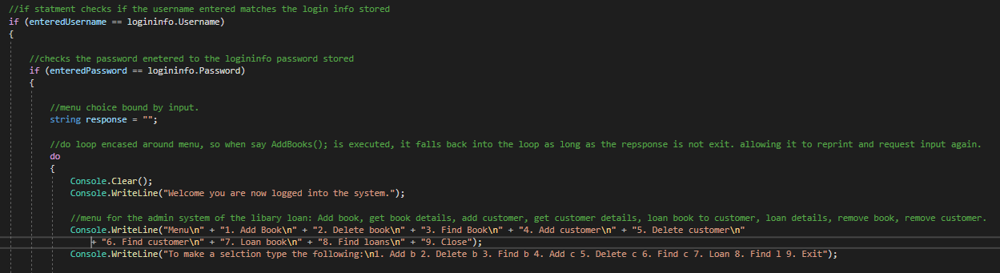 //if statment checks if the username entered matches the login info stored
if (enteredUsername == logininfo.Username)
{
//checks the password enetered to the logininfo password stored
if (enteredPassword == logininfo.Password)
{
//menu choice bound by input.
string response = "";
//do loop encased around menu, so when say AddBooks(); is executed, it falls back into the loop as long as the repsponse is not exit. allowing it to reprint and request input again.
do
{
Console.Clear();
Console.WriteLine("Welcome you are now logged into the system.");
//menu for the admin system of the libary loan: Add book, get book details, add customer, get customer details, loan book to customer, loan details, remove book, remove customer.
Console.WriteLine("Menu\n" + "1. Add Book\n" + "2. Delete book\n" + "3. Find Book\n" + "4. Add customer\n" + "5. Delete customer\n"
+ "6. Find customer\n" + "7. Loan book\n" + "8. Find loans\n" + "9. Close");
Console.WriteLine("To make a selction type the following:\n1. Add b 2. Delete b 3. Find b 4. Add c 5. Delete c 6. Find c 7. Loan 8. Find l 9. Exit");